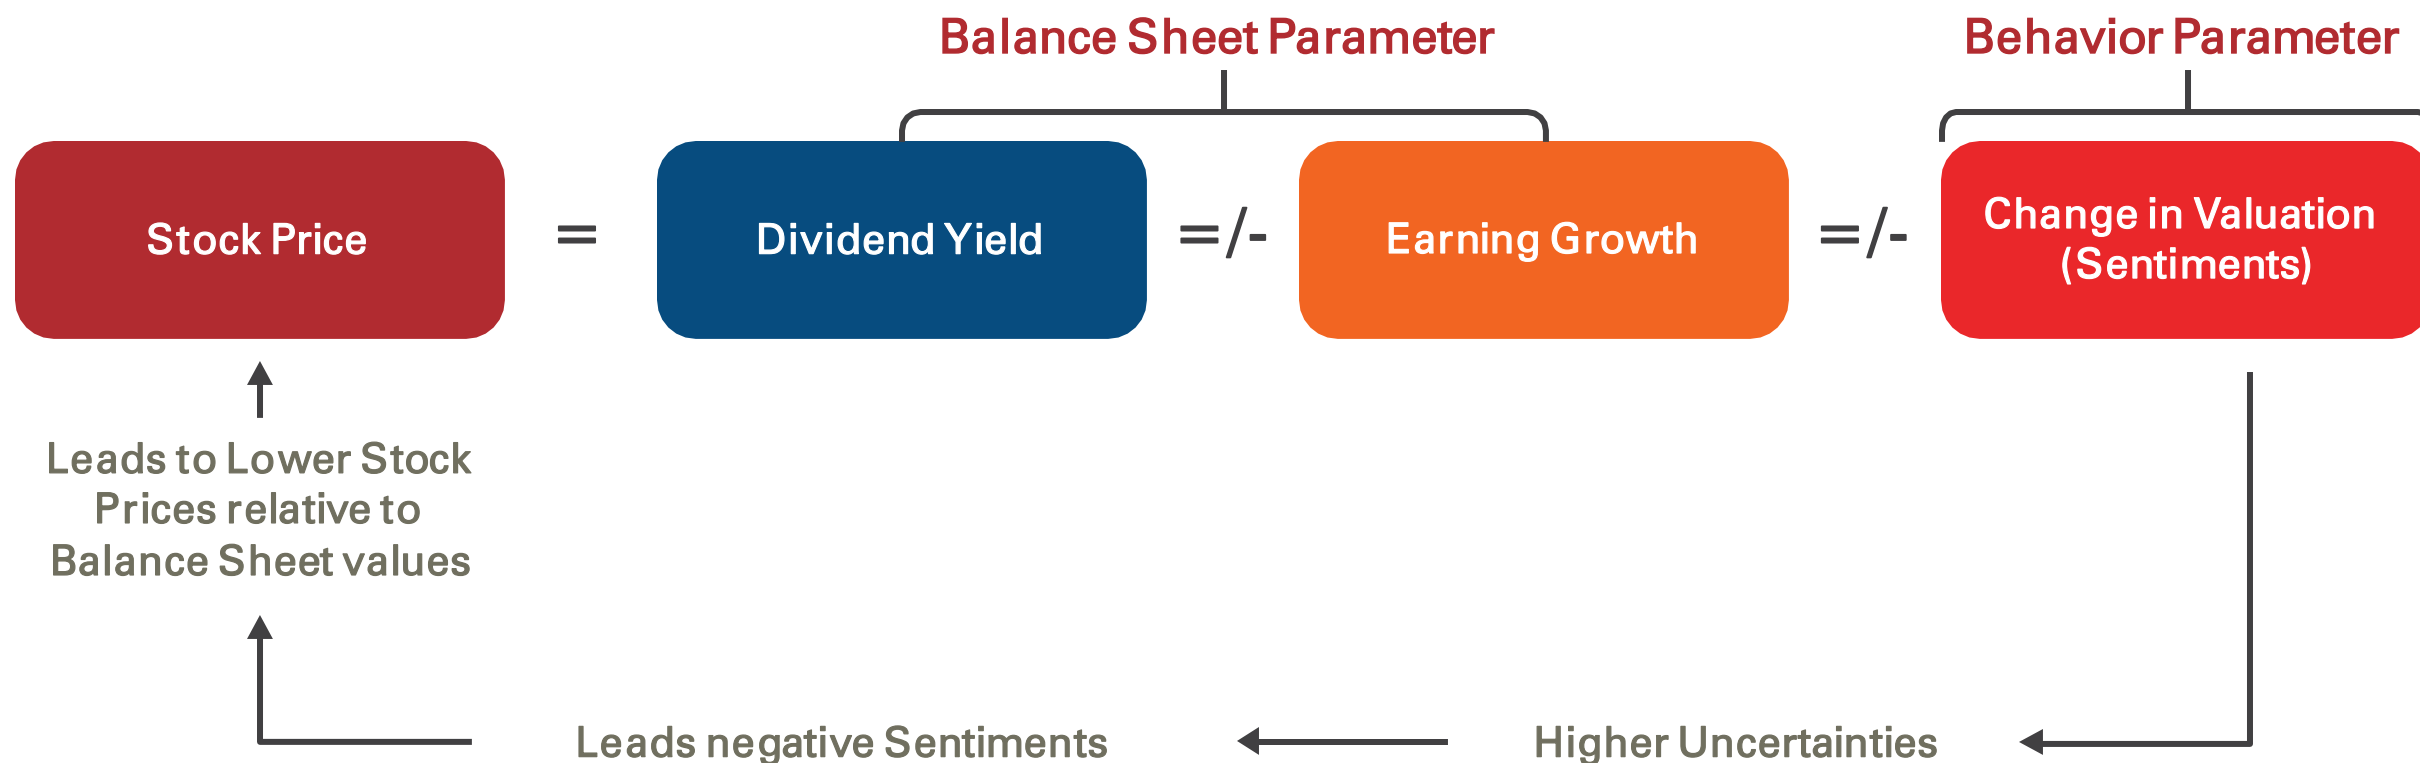 Balance Sheet Parameter
Behavior Parameter
Stock Price
=
Dividend Yield
=/-
Earning Growth
=/-
Change in Valuation
(Sentiments)
Leads to Lower Stock
Prices relative to
Balance Sheet values
Leads negative Sentiments
Higher Uncertainties